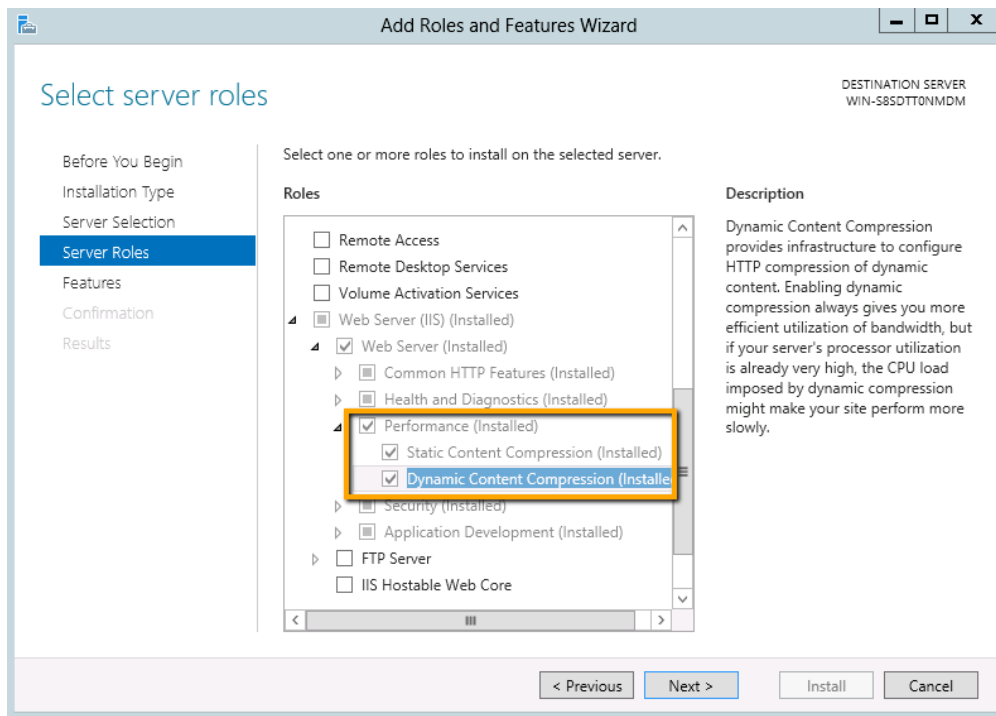 Add Roles and Features Wizard
Select server roles
DESTINATION SERVER
WIN-S8SDTT0NMDM
Before You Begin
Installation Type
Server Selection
Server Roles
Features
Confirmation
Results
Select one or more roles to install on the selected server.
Roles
Remote Access
Remote Desktop Services
Volume Activation Services
Web Server (IIS) (Installed)
Web Server (Installed)
Common HTTP Features (Installed)
Health and Diagnostics (Installed)
Performance (Installed)
Static Content Compression (Installed)
Dynamic Content Compression (Installe
Security (Installed)
Application Development (Installed)
FTP Server
IIS Hostable Web Core
Description
Dynamic Content Compression
provides infrastructure to configure
HTTP compression of dynamic
content. Enabling dynamic
compression always gives you more
efficient utilization of bandwidth, but
if your server's processor utilization
is already very high, the CPU load
imposed by dynamic compression
might make your site perform more
slowly.
< Previous
Next >
Install
Cancel